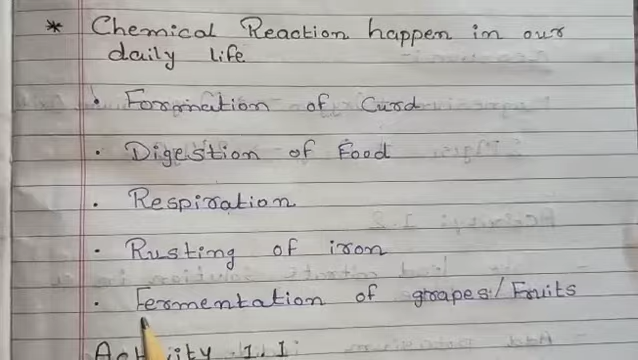 * Chemical Reaction happen in our
daily life
• Formation of Curd
• Digestion of Food
• Respiration
• Rusting of iron
• Fermentation of grapes/Fruits
Activity 1.1